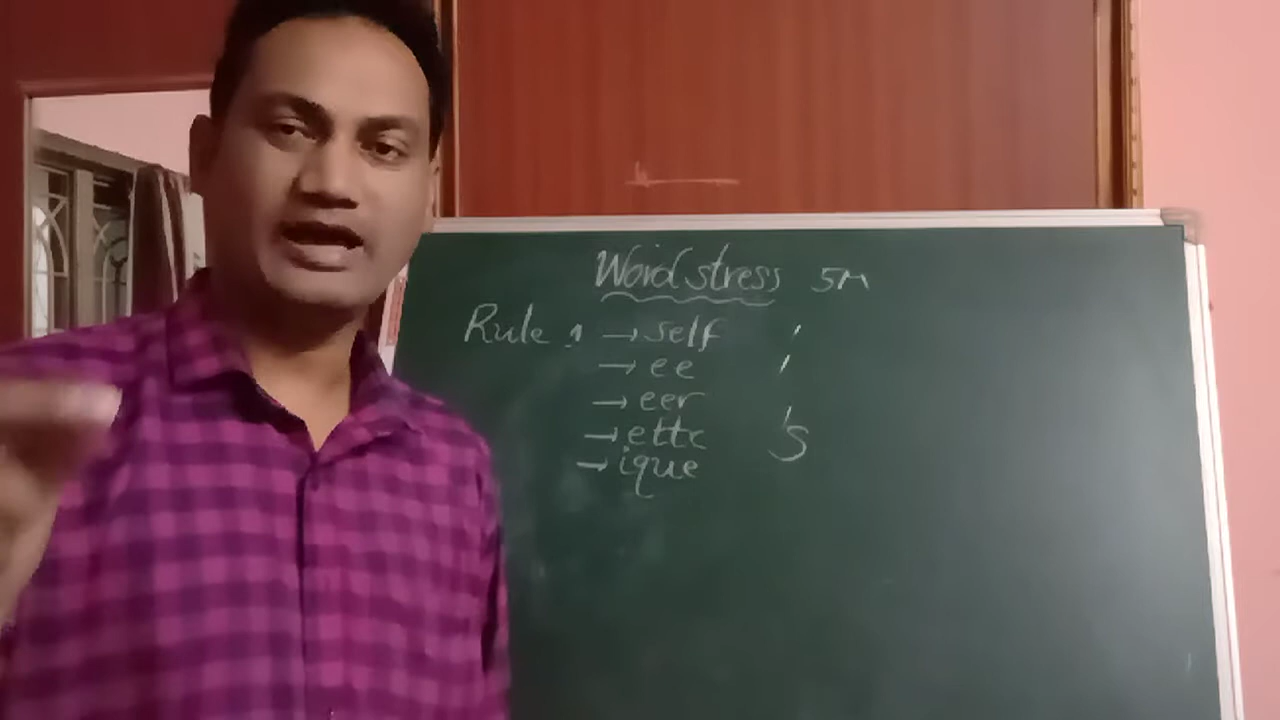 Word stress 5M
Rule 1 → self '
→ ee '
→ eer
→ ette 'S
→ ique